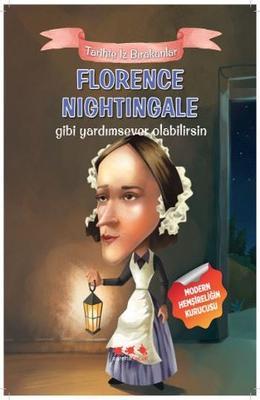 Tarihte İz Bırakanlar
FLORENCE
NIGHTINGALE
gibi yardımsever olabilirsin
MODERN
HEMŞİRELİĞİN
KURUCUSU